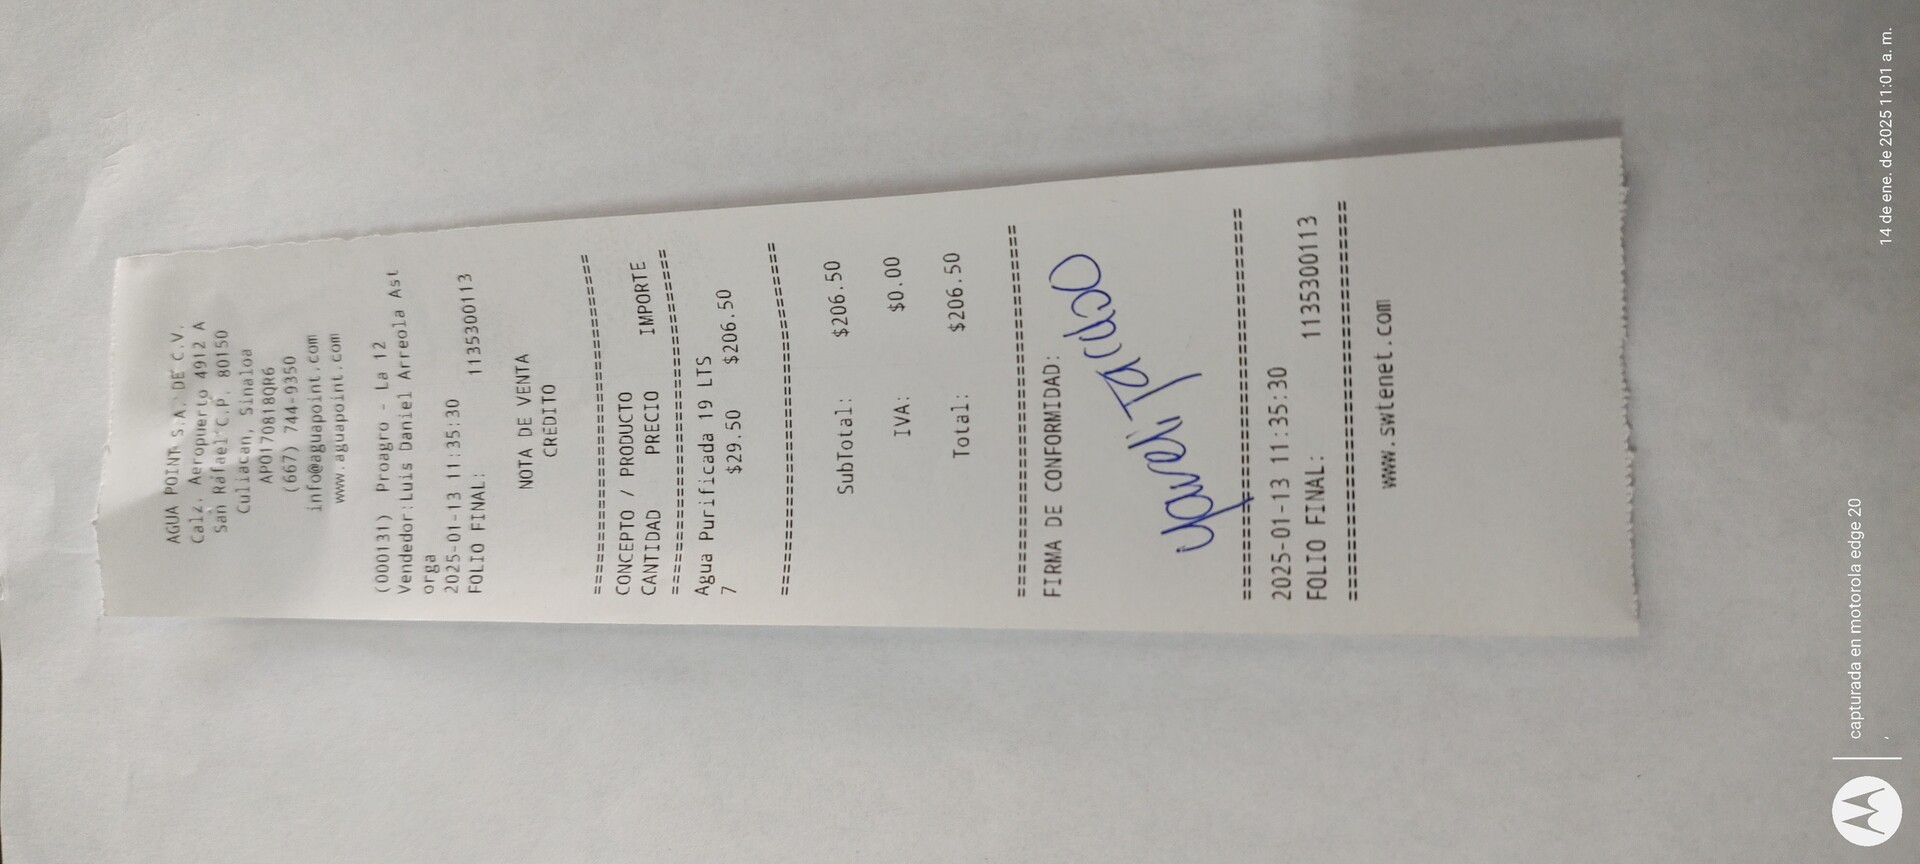 AGUA POINT S.A. DE C.V.
Calz. Aeropuerto 4912 A
San Rafael C.P. 80150
Culiacan, Sinaloa
APO170818QR6
(667) 744-9350
info@aguapoint.com
www.aguapoint.com
(000131) Proagro - La 12
Vendedor:Luis Daniel Arreola Ast
orga
2025-01-13 11:35:30
FOLIO FINAL: 1135300113
NOTA DE VENTA
CREDITO
================================
CONCEPTO / PRODUCTO
CANTIDAD PRECIO IMPORTE
================================
Agua Purificada 19 LTS
7 $29.50 $206.50
================================
SubTotal: $206.50
IVA: $0.00
Total: $206.50
================================
FIRMA DE CONFORMIDAD:
================================
2025-01-13 11:35:30
FOLIO FINAL: 1135300113
================================
www.swtenet.com
capturada en motorola edge 20
14 de ene. de 2025 11:01 a. m.